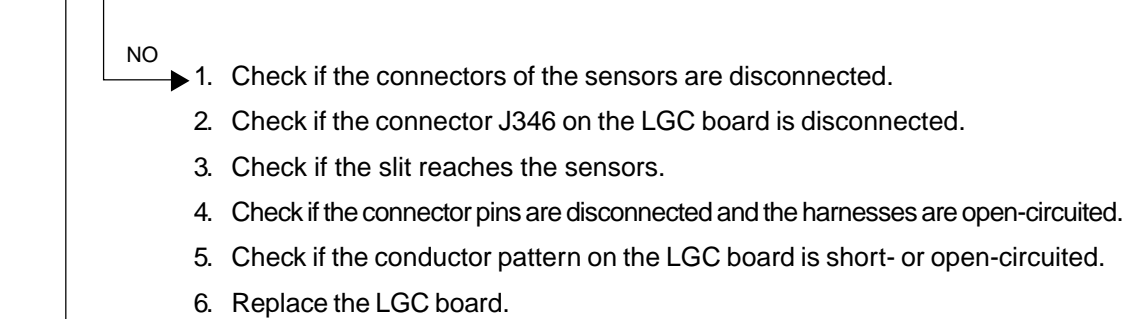 NO
1. Check if the connectors of the sensors are disconnected.
2. Check if the connector J346 on the LGC board is disconnected.
3. Check if the slit reaches the sensors.
4. Check if the connector pins are disconnected and the harnesses are open-circuited.
5. Check if the conductor pattern on the LGC board is short- or open-circuited.
6. Replace the LGC board.